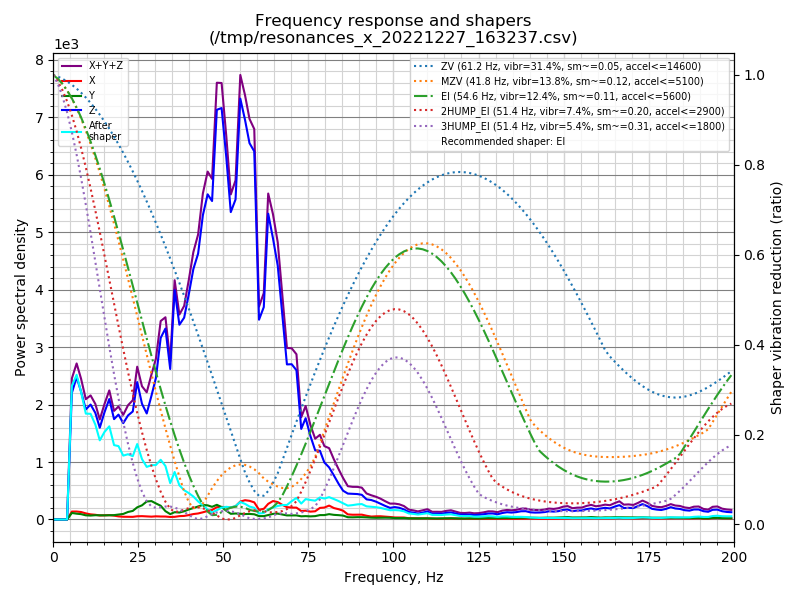 Frequency response and shapers
(/tmp/resonances_x_20221227_163237.csv)
1e3
X+Y+Z
X
Y
Z
After
shaper
ZV (61.2 Hz, vibr=31.4%, sm~=0.05, accel<=14600)
MZV (41.8 Hz, vibr=13.8%, sm~=0.12, accel<=5100)
EI (54.6 Hz, vibr=12.4%, sm~=0.11, accel<=5600)
2HUMP_EI (51.4 Hz, vibr=7.4%, sm~=0.20, accel<=2900)
3HUMP_EI (51.4 Hz, vibr=5.4%, sm~=0.31, accel<=1800)
Recommended shaper: EI
8
7
6
5
4
3
2
1
0
Power spectral density
1.0
0.8
0.6
0.4
0.2
0.0
Shaper vibration reduction (ratio)
0 25 50 75 100 125 150 175 200
Frequency, Hz